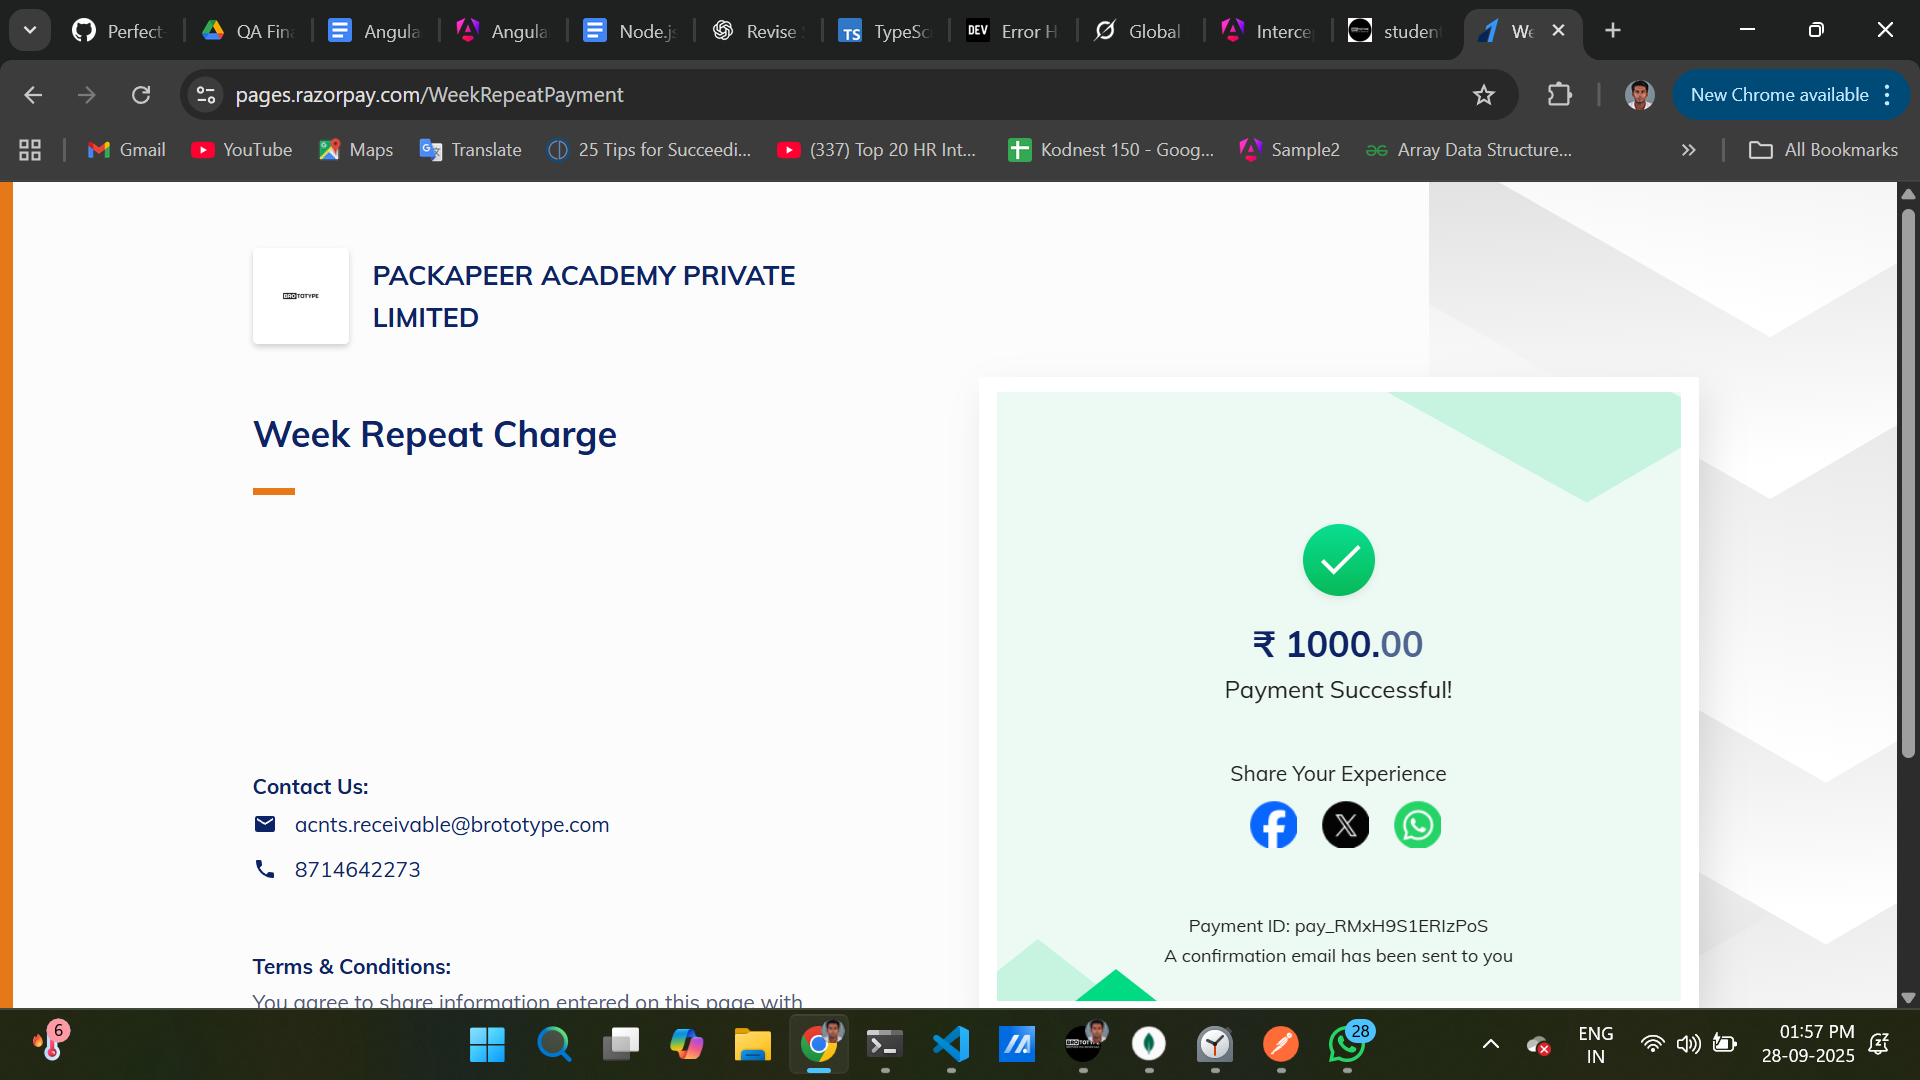 Perfect
QA Fin
Angula
Angula
Node.js
Revise
TypeSc
DEV
Error H
Global
Interce
student
We
pages.razorpay.com/WeekRepeatPayment
New Chrome available
Gmail
YouTube
Maps
Translate
25 Tips for Succeedi...
(337) Top 20 HR Int...
Kodnest 150 - Goog...
Sample2
Array Data Structure...
All Bookmarks
BROTOTYPE
PACKAPEER ACADEMY PRIVATE
LIMITED
Week Repeat Charge
₹ 1000.00
Payment Successful!
Share Your Experience
Contact Us:
acnts.receivable@brototype.com
8714642273
Payment ID: pay_RMxH9S1ERIzPoS
A confirmation email has been sent to you
Terms & Conditions:
You agree to share information entered on this page with
6
28
ENG
IN
01:57 PM
28-09-2025